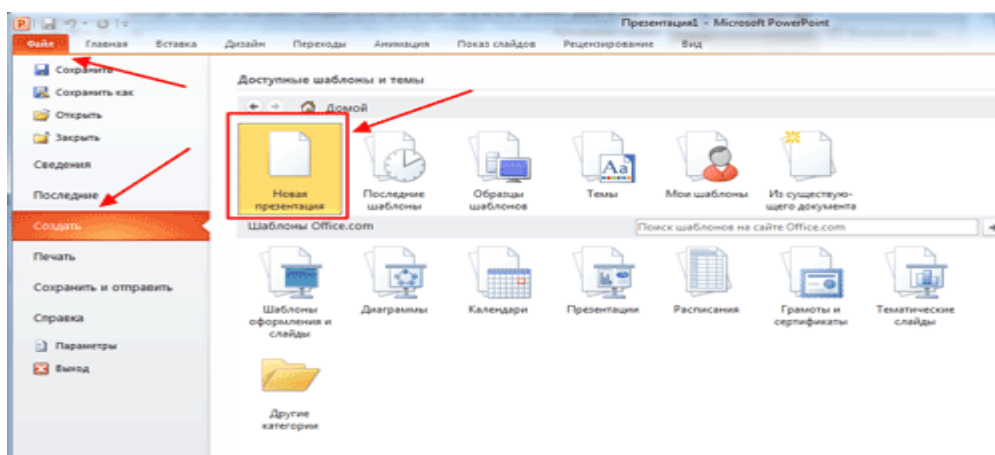 Презентация1 - Microsoft PowerPoint
Файл Главная Вставка Дизайн Переходы Анимация Показ слайдов Рецензирование Вид
Сохранить
Сохранить как
Открыть
Закрыть
Сведения
Последние
Создать
Печать
Сохранить и отправить
Справка
Параметры
Выход
Доступные шаблоны и темы
Домой
Новая
презентация
Последние
шаблоны
Образцы
шаблонов
Темы
Мои шаблоны
Из существую-
щего документа
Шаблоны Office.com
Поиск шаблонов на сайте Office.com
Шаблоны
оформления и
слайды
Диаграммы
Календари
Презентации
Расписания
Грамоты и
сертификаты
Тематические
слайды
Другие
категории